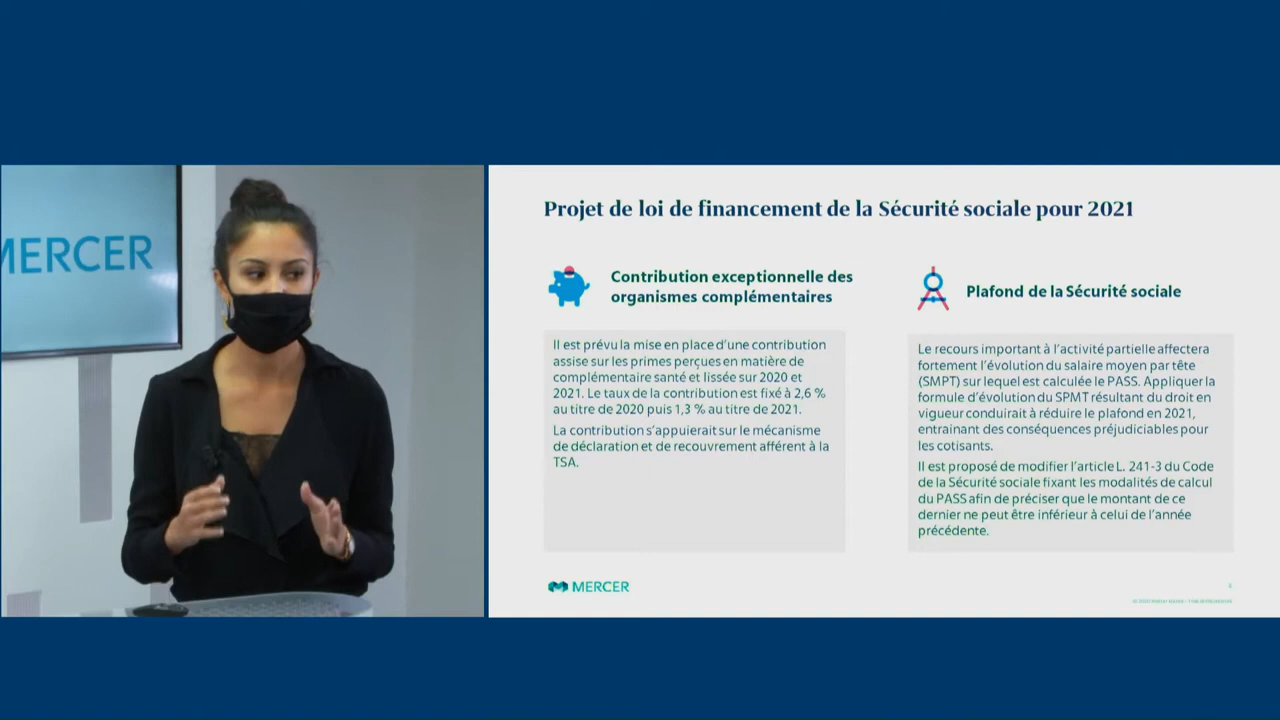 MERCER
Projet de loi de financement de la Sécurité sociale pour 2021
Contribution exceptionnelle des
organismes complémentaires
Il est prévu la mise en place d'une contribution
assise sur les primes perçues en matière de
complémentaire santé et lissée sur 2020 et
2021. Le taux de la contribution est fixé à 2,6 %
au titre de 2020 puis 1,3 % au titre de 2021.
La contribution s'appuierait sur le mécanisme
de déclaration et de recouvrement afférent à la
TSA.
Plafond de la Sécurité sociale
Le recours important à l'activité partielle affectera
fortement l'évolution du salaire moyen par tête
(SMPT) sur lequel est calculée le PASS. Appliquer la
formule d'évolution du SPMT résultant du droit en
vigueur conduirait à réduire le plafond en 2021,
entrainant des conséquences préjudiciables pour
les cotisants.
Il est proposé de modifier l'article L. 241-3 du Code
de la Sécurité sociale fixant les modalités de calcul
du PASS afin de préciser que le montant de ce
dernier ne peut être inférieur à celui de l'année
précédente.
MERCER